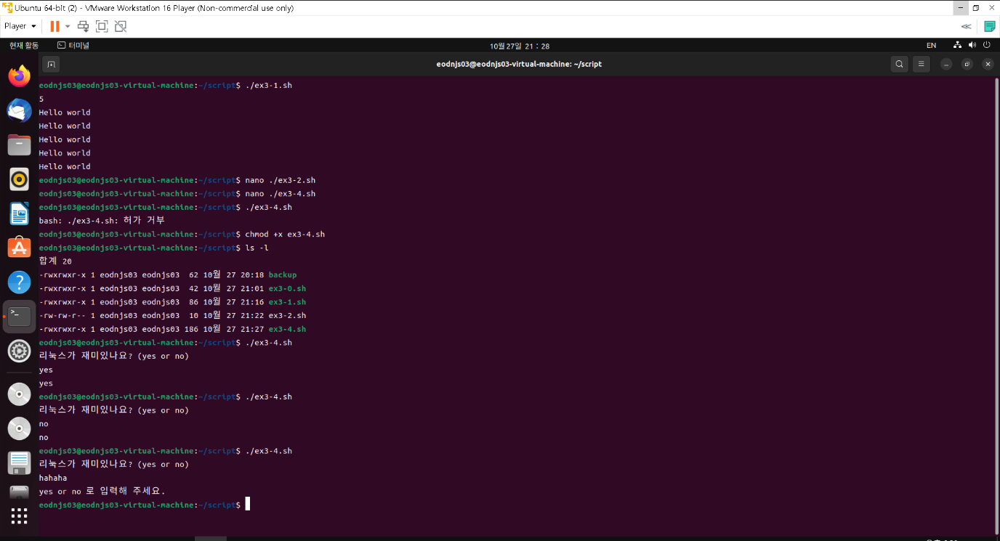 Ubuntu 64-bit (2) - VMware Workstation 16 Player (Non-commercial use only)
Player
현재 활동 터미널 10월27일 21 : 28 EN
eodnjs03@eodnjs03-virtual-machine: ~/script
eodnjs03@eodnjs03-virtual-machine:~/script$ ./ex3-1.sh
5
Hello world
Hello world
Hello world
Hello world
Hello world
eodnjs03@eodnjs03-virtual-machine:~/script$ nano ./ex3-2.sh
eodnjs03@eodnjs03-virtual-machine:~/script$ nano ./ex3-4.sh
eodnjs03@eodnjs03-virtual-machine:~/script$ ./ex3-4.sh
bash: ./ex3-4.sh: 허가 거부
eodnjs03@eodnjs03-virtual-machine:~/script$ chmod +x ex3-4.sh
eodnjs03@eodnjs03-virtual-machine:~/script$ ls -l
합계 20
-rwxrwxr-x 1 eodnjs03 eodnjs03  62 10월 27 20:18 backup
-rwxrwxr-x 1 eodnjs03 eodnjs03  42 10월 27 21:01 ex3-0.sh
-rwxrwxr-x 1 eodnjs03 eodnjs03  86 10월 27 21:16 ex3-1.sh
-rw-rw-r-- 1 eodnjs03 eodnjs03  10 10월 27 21:22 ex3-2.sh
-rwxrwxr-x 1 eodnjs03 eodnjs03 186 10월 27 21:27 ex3-4.sh
eodnjs03@eodnjs03-virtual-machine:~/script$ ./ex3-4.sh
리눅스가 재미있나요? (yes or no)
yes
yes
eodnjs03@eodnjs03-virtual-machine:~/script$ ./ex3-4.sh
리눅스가 재미있나요? (yes or no)
no
no
eodnjs03@eodnjs03-virtual-machine:~/script$ ./ex3-4.sh
리눅스가 재미있나요? (yes or no)
hahaha
yes or no 로 입력해 주세요.
eodnjs03@eodnjs03-virtual-machine:~/script$